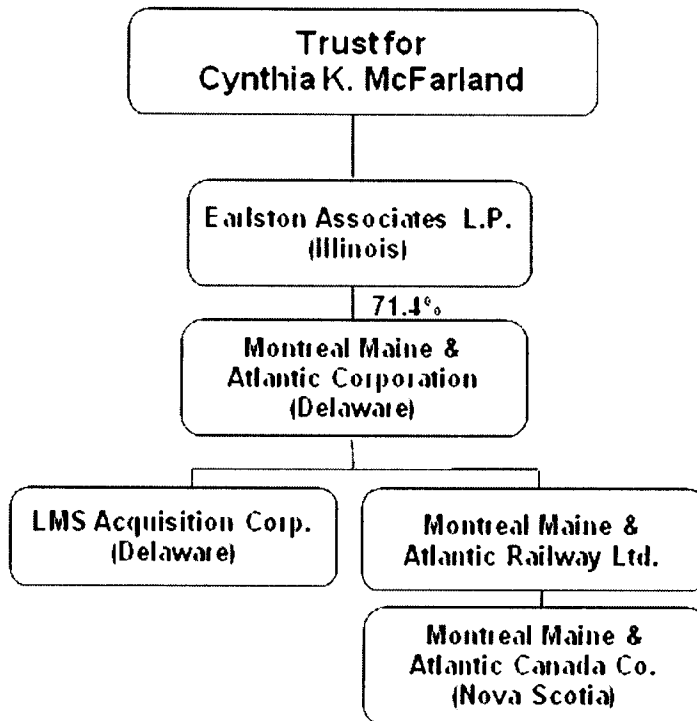 Trust for
Cynthia K. McFarland
Earlston Associates L.P.
(Illinois)
71.4%
Montreal Maine &
Atlantic Corporation
(Delaware)
LMS Acquisition Corp.
(Delaware)
Montreal Maine &
Atlantic Railway Ltd.
Montreal Maine &
Atlantic Canada Co.
(Nova Scotia)